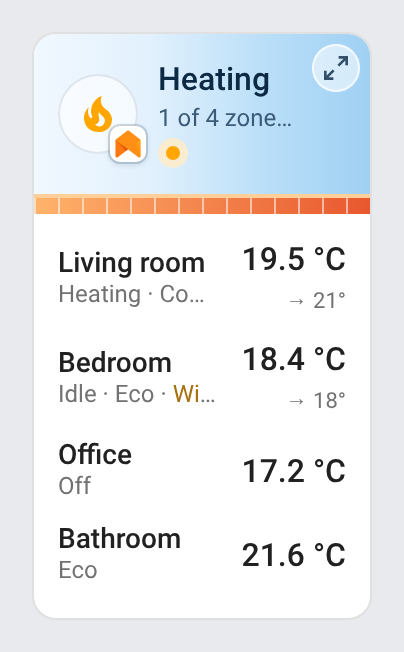 Heating
1 of 4 zone…
Living room
19.5 °C
Heating · Co…
→ 21°
Bedroom
18.4 °C
Idle · Eco · Wi…
→ 18°
Office
17.2 °C
Off
Bathroom
21.6 °C
Eco